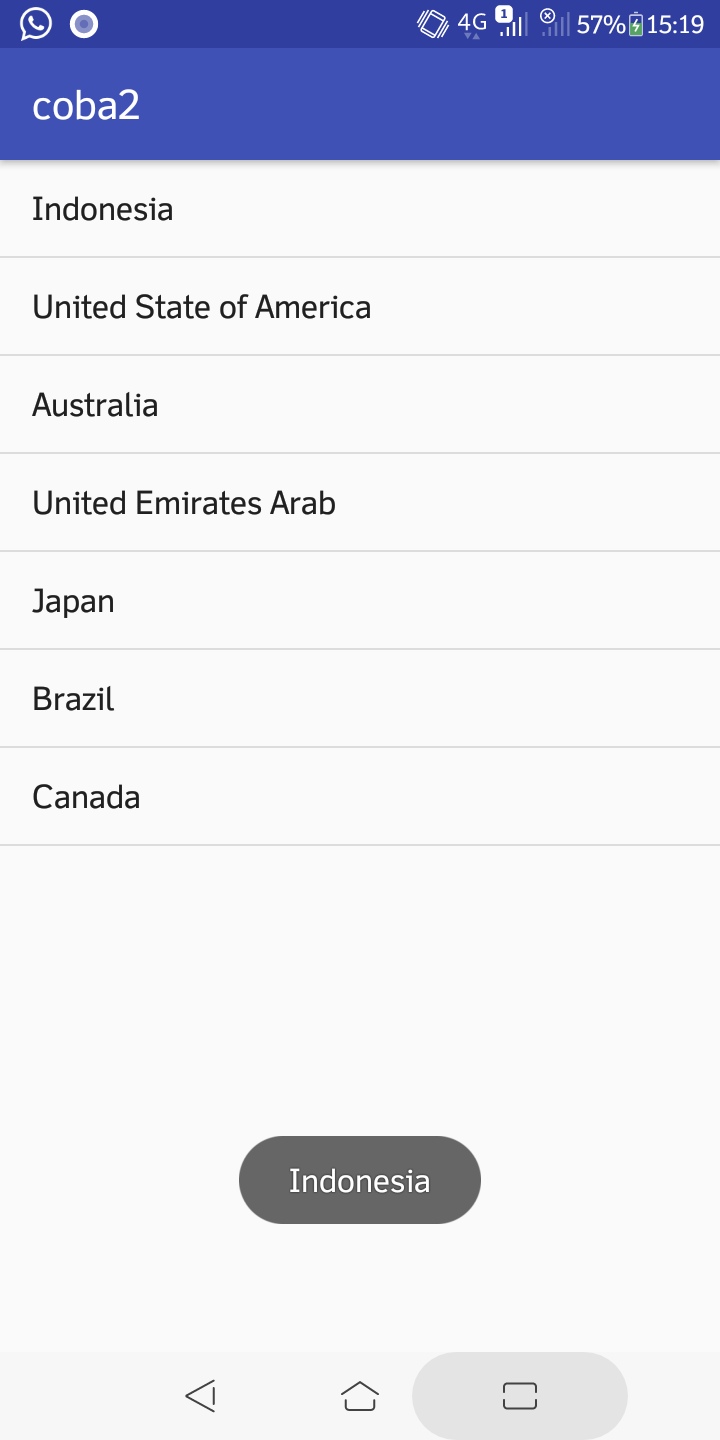 4G 1 57% 15:19
coba2
Indonesia
United State of America
Australia
United Emirates Arab
Japan
Brazil
Canada
Indonesia